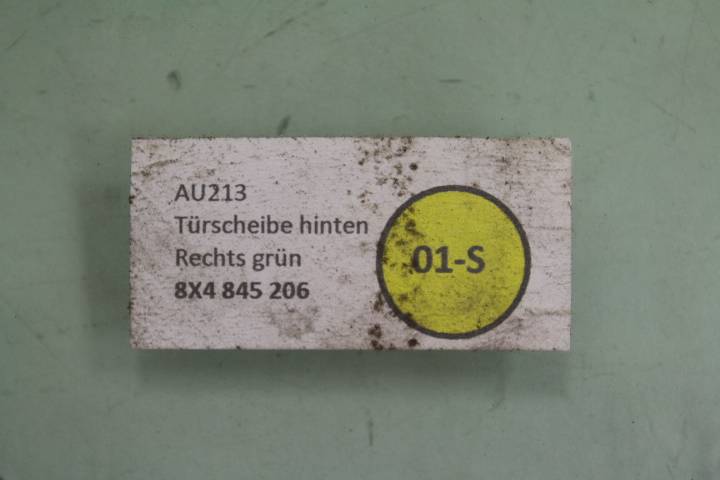 AU213
Türscheibe hinten
Rechts grün
8X4 845 206
01-S